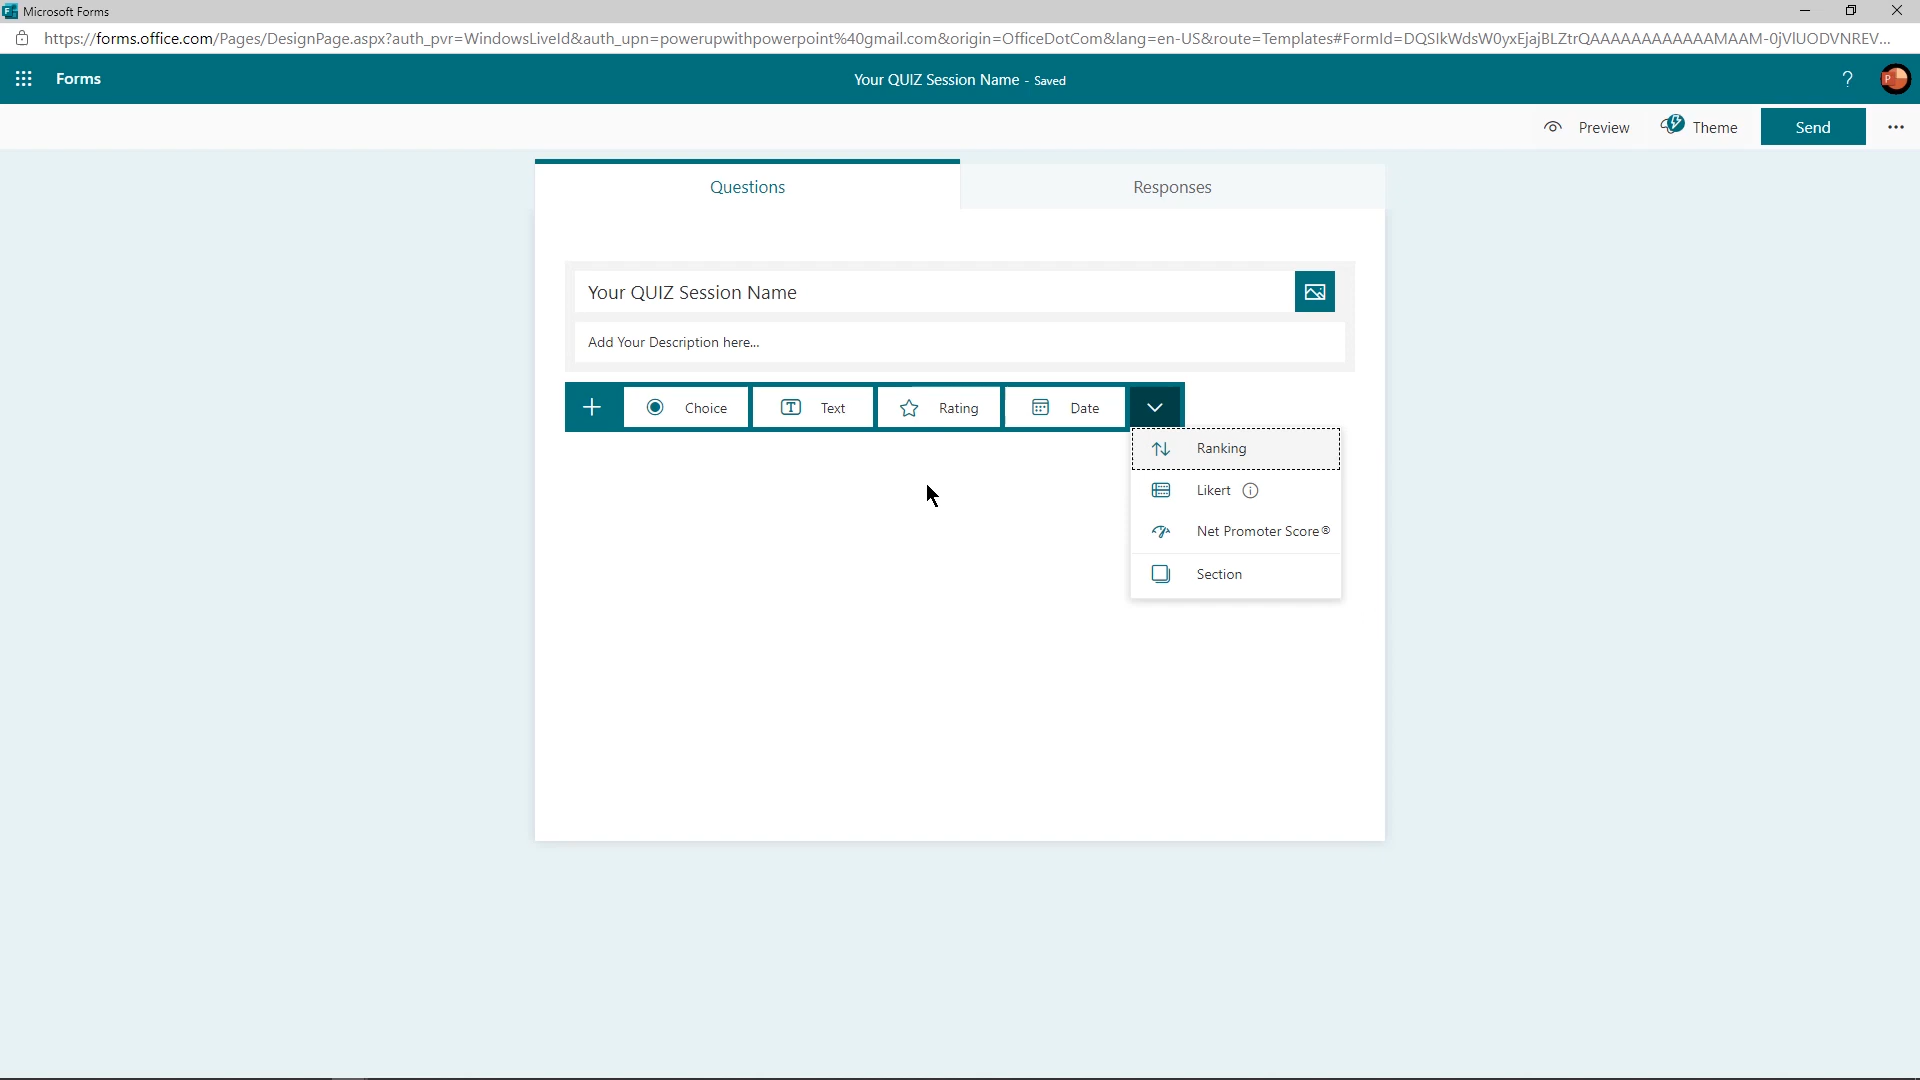 Microsoft Forms
https://forms.office.com/Pages/DesignPage.aspx?auth_pvr=WindowsLiveId&auth_upn=powerupwithpowerpoint%40gmail.com&origin=OfficeDotCom&lang=en-US&route=Templates#FormId=DQSIkWdsW0yxEjajBLZtrQAAAAAAAAAAAAMAAM-0jVlUODVNREV...
Forms
Your QUIZ Session Name - Saved
?
P
Preview
Theme
Send
Questions
Responses
Your QUIZ Session Name
Add Your Description here...
Choice
Text
Rating
Date
Ranking
Likert
Net Promoter Score®
Section